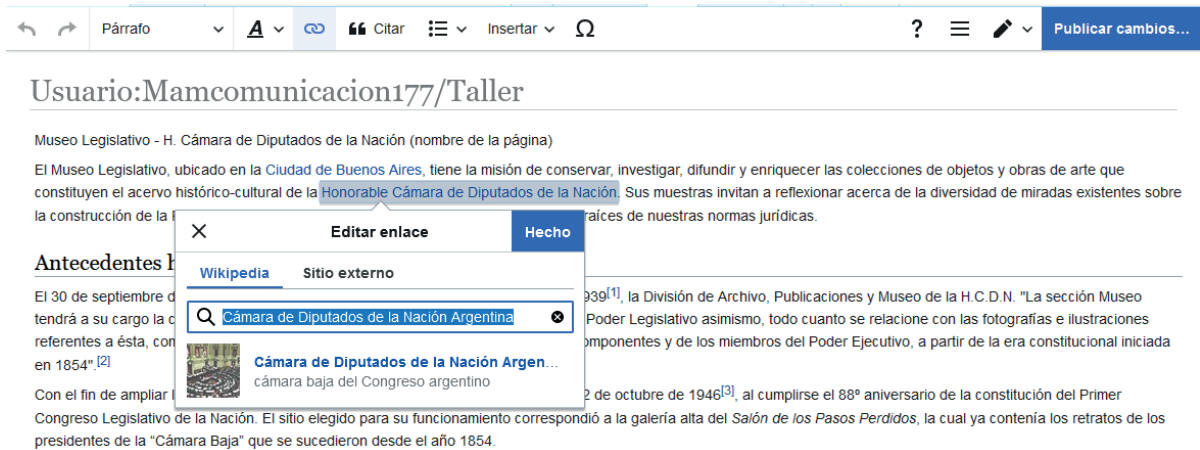 Párrafo A Citar Insertar Ω ? Publicar cambios...
Usuario:Mamcomunicacion177/Taller
Museo Legislativo - H. Cámara de Diputados de la Nación (nombre de la página)
El Museo Legislativo, ubicado en la Ciudad de Buenos Aires, tiene la misión de conservar, investigar, difundir y enriquecer las colecciones de objetos y obras de arte que
constituyen el acervo histórico-cultural de la Honorable Cámara de Diputados de la Nación. Sus muestras invitan a reflexionar acerca de la diversidad de miradas existentes sobre
la construcción de la raíces de nuestras normas jurídicas.
Editar enlace Hecho
Wikipedia Sitio externo
Cámara de Diputados de la Nación Argentina
Cámara de Diputados de la Nación Argen...
cámara baja del Congreso argentino
Antecedentes
El 30 de septiembre 939[1], la División de Archivo, Publicaciones y Museo de la H.C.D.N. "La sección Museo
tendrá a su cargo la Poder Legislativo asimismo, todo cuanto se relacione con las fotografías e ilustraciones
referentes a ésta, componentes y de los miembros del Poder Ejecutivo, a partir de la era constitucional iniciada
en 1854".[2]
Con el fin de ampliar 2 de octubre de 1946[3], al cumplirse el 88º aniversario de la constitución del Primer
Congreso Legislativo de la Nación. El sitio elegido para su funcionamiento correspondió a la galería alta del Salón de los Pasos Perdidos, la cual ya contenía los retratos de los
presidentes de la “Cámara Baja” que se sucedieron desde el año 1854.